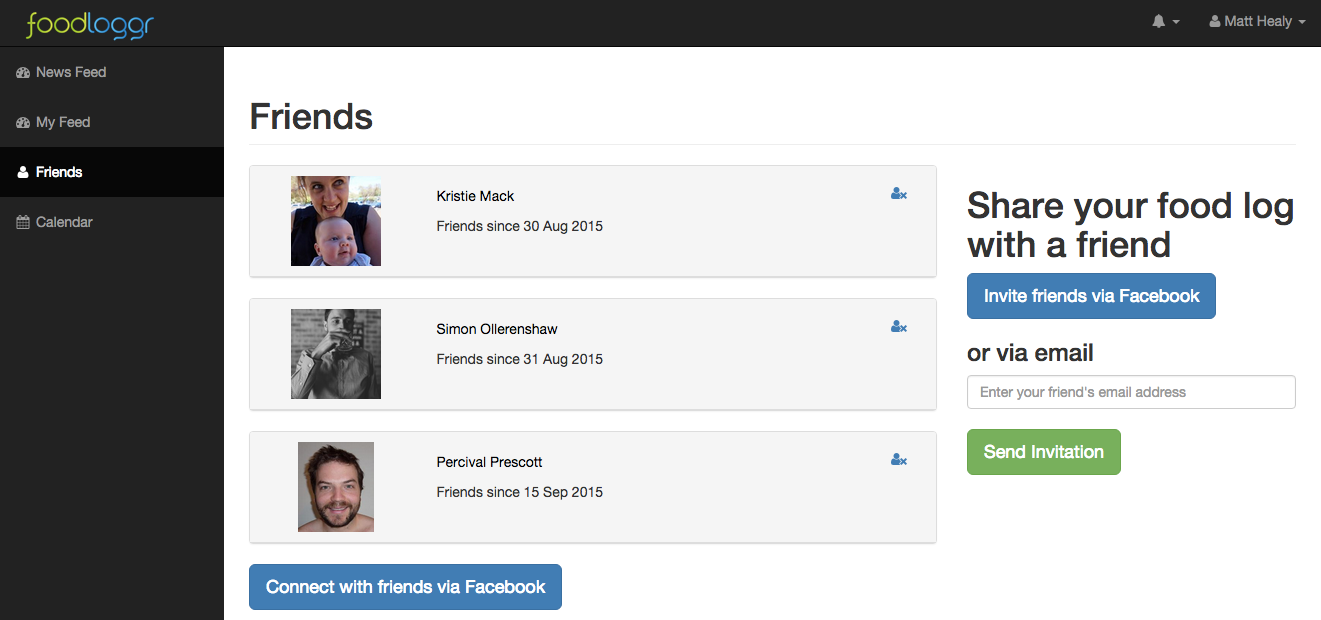 foodloggr
Matt Healy
News Feed
My Feed
Friends
Calendar
Friends
Kristie Mack
Friends since 30 Aug 2015
Simon Ollerenshaw
Friends since 31 Aug 2015
Percival Prescott
Friends since 15 Sep 2015
Connect with friends via Facebook
Share your food log
with a friend
Invite friends via Facebook
or via email
Enter your friend's email address
Send Invitation